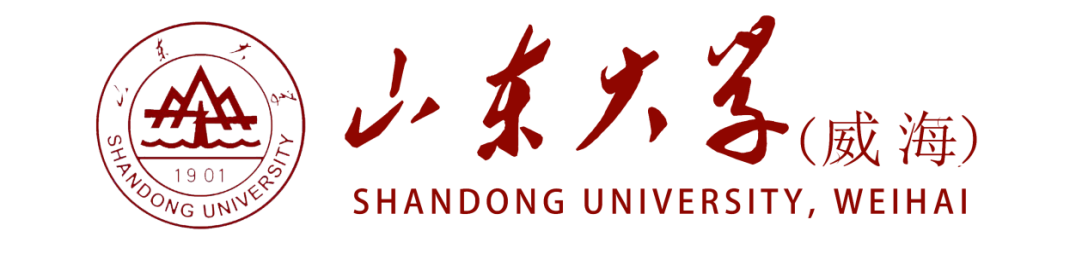 山东大学
1901
SHANDONG UNIVERSITY
山东大学(威海)
SHANDONG UNIVERSITY, WEIHAI